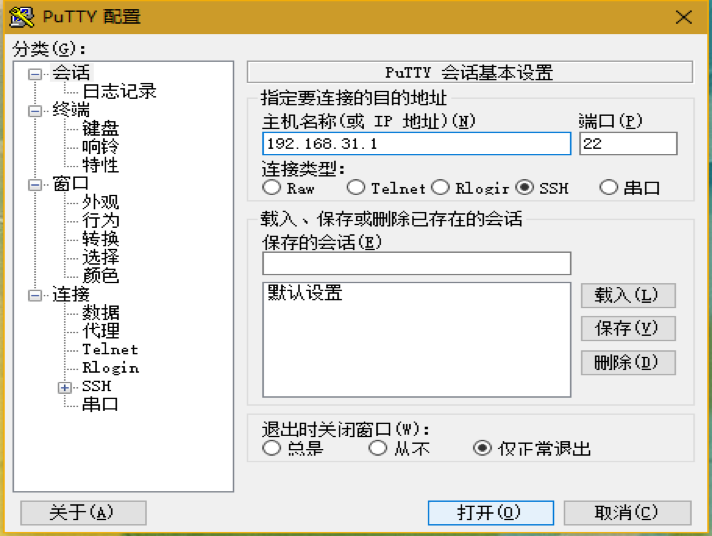 PuTTY 配置
分类(G):
会话
日志记录
终端
键盘
响铃
特性
窗口
外观
行为
转换
选择
颜色
连接
数据
代理
Telnet
Rlogin
SSH
串口
PuTTY 会话基本设置
指定要连接的目的地址
主机名称(或 IP 地址)(N)
端口(P)
192.168.31.1
22
连接类型:
Raw Telnet Rlogir SSH 串口
载入、保存或删除已存在的会话
保存的会话(E)
默认设置
载入(L)
保存(V)
删除(D)
退出时关闭窗口(W):
总是 从不 仅正常退出
关于(A) 打开(O) 取消(C)